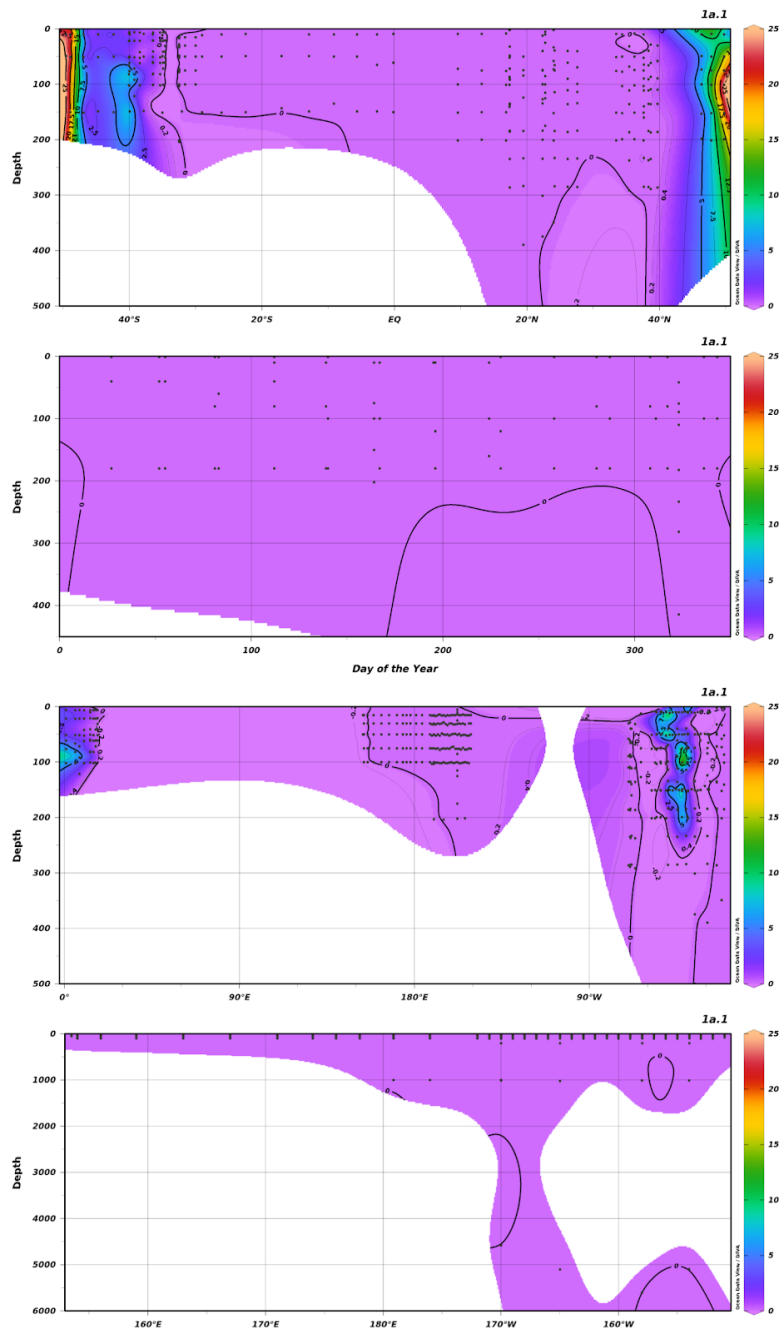 1a.1
0
100
200
300
400
500
Depth
40°S
20°S
EQ
20°N
40°N
25
20
15
10
5
0
Ocean Data View / DIVA
1a.1
0
100
200
300
400
Depth
0
100
200
300
Day of the Year
25
20
15
10
5
0
Ocean Data View / DIVA
1a.1
0
100
200
300
400
500
Depth
0°
90°E
180°E
90°W
25
20
15
10
5
0
Ocean Data View / DIVA
1a.1
0
1000
2000
3000
4000
5000
6000
Depth
160°E
170°E
180°E
170°W
160°W
25
20
15
10
5
0
Ocean Data View / DIVA